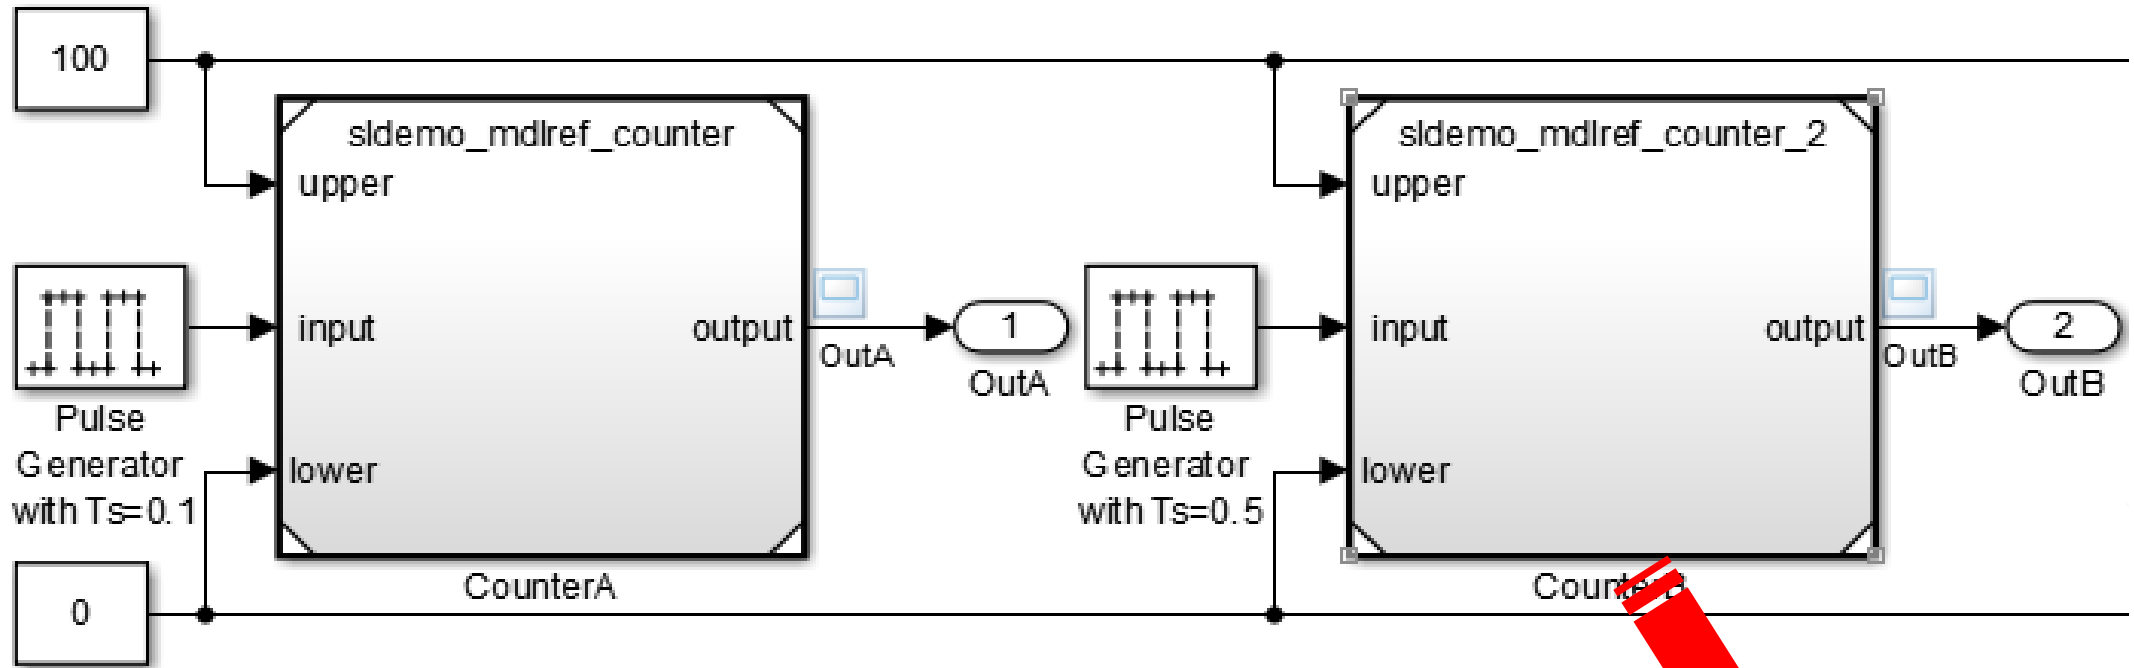 100
sldemo_mdlref_counter
upper
input
output
lower
CounterA
Pulse
Generator
with Ts=0.1
0
OutA
1
OutA
sldemo_mdlref_counter_2
upper
input
output
lower
Pulse
Generator
with Ts=0.5
OutB
2
OutB